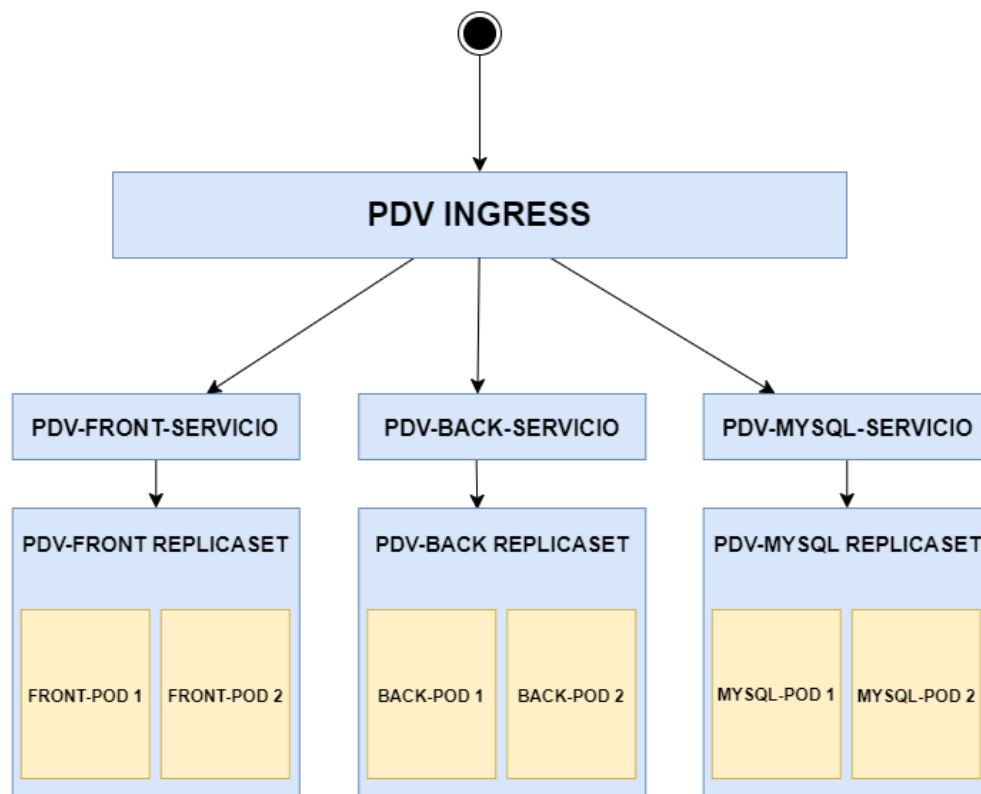 PDV INGRESS
PDV-FRONT-SERVICIO
PDV-BACK-SERVICIO
PDV-MYSQL-SERVICIO
PDV-FRONT REPLICASET
PDV-BACK REPLICASET
PDV-MYSQL REPLICASET
FRONT-POD 1
FRONT-POD 2
BACK-POD 1
BACK-POD 2
MYSQL-POD 1
MYSQL-POD 2